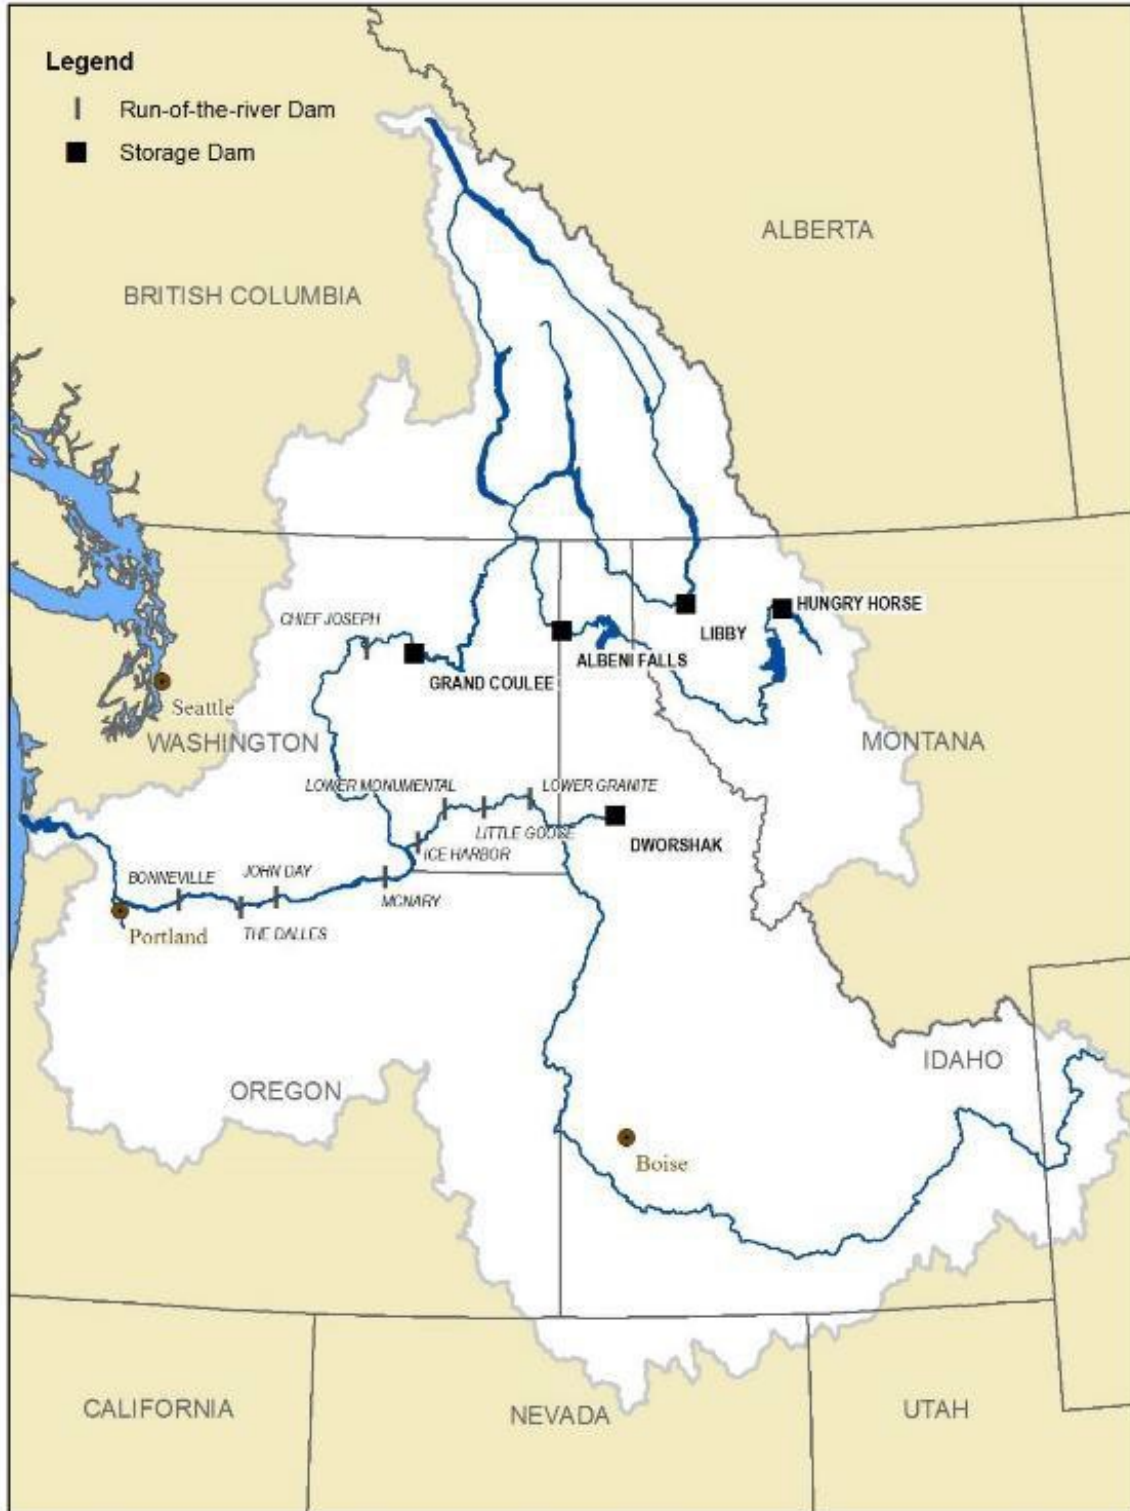 Legend
Run-of-the-river Dam
Storage Dam
ALBERTA
BRITISH COLUMBIA
HUNGRY HORSE
CHIEF JOSEPH
LIBBY
ALBENI FALLS
GRAND COULEE
Seattle
WASHINGTON
MONTANA
LOWER MONUMENTAL
LOWER GRANITE
LITTLE GOOSE
DWORSHAK
ICE HARBOR
JOHN DAY
BONNEVILLE
MCNARY
Portland
THE DALLES
IDAHO
OREGON
Boise
CALIFORNIA
NEVADA
UTAH